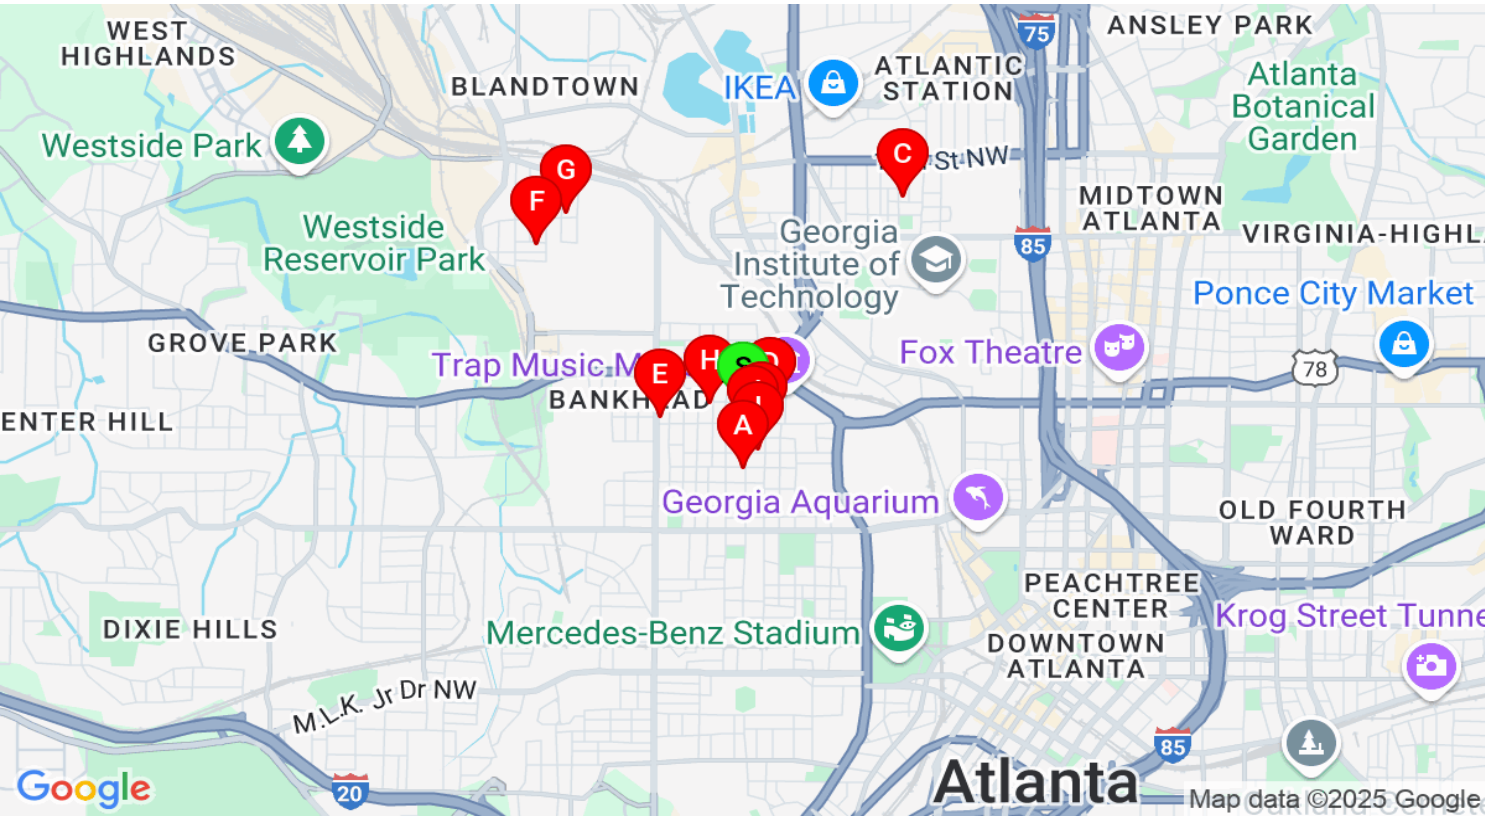 WEST
HIGHLANDS
75
ANSLEY PARK
BLANDTOWN
IKEA
ATLANTIC
STATION
Atlanta
Botanical
Garden
Westside Park
G
C
St NW
F
MIDTOWN
ATLANTA
Westside
Reservoir Park
Georgia
Institute of
Technology
85
VIRGINIA-HIGHL
Ponce City Market
GROVE PARK
Trap Music M
H
S
D
E
Fox Theatre
78
BANKHEAD
ENTER HILL
A
Georgia Aquarium
OLD FOURTH
WARD
PEACHTREE
CENTER
DIXIE HILLS
Mercedes-Benz Stadium
Krog Street Tunne
DOWNTOWN
ATLANTA
M.L.K. Jr Dr NW
85
Google
20
Atlanta
Map data ©2025 Google